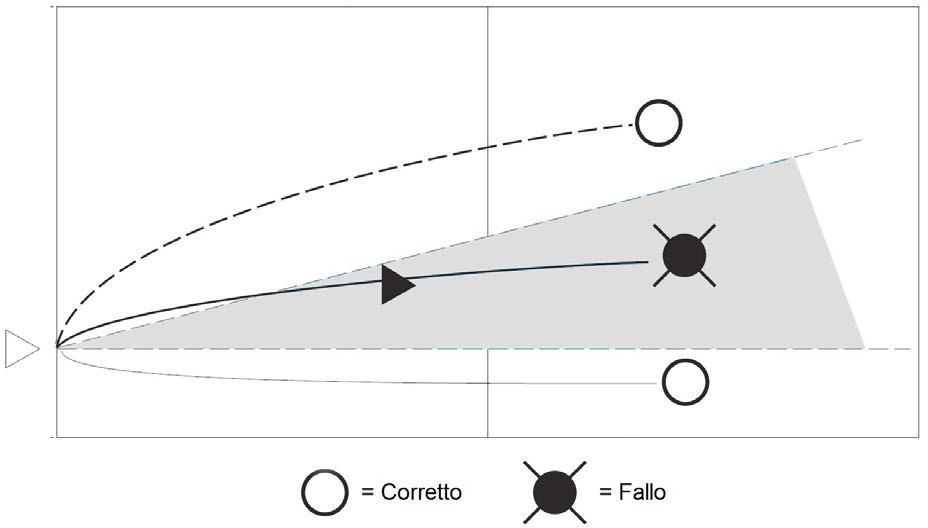 = Corretto
= Fallo